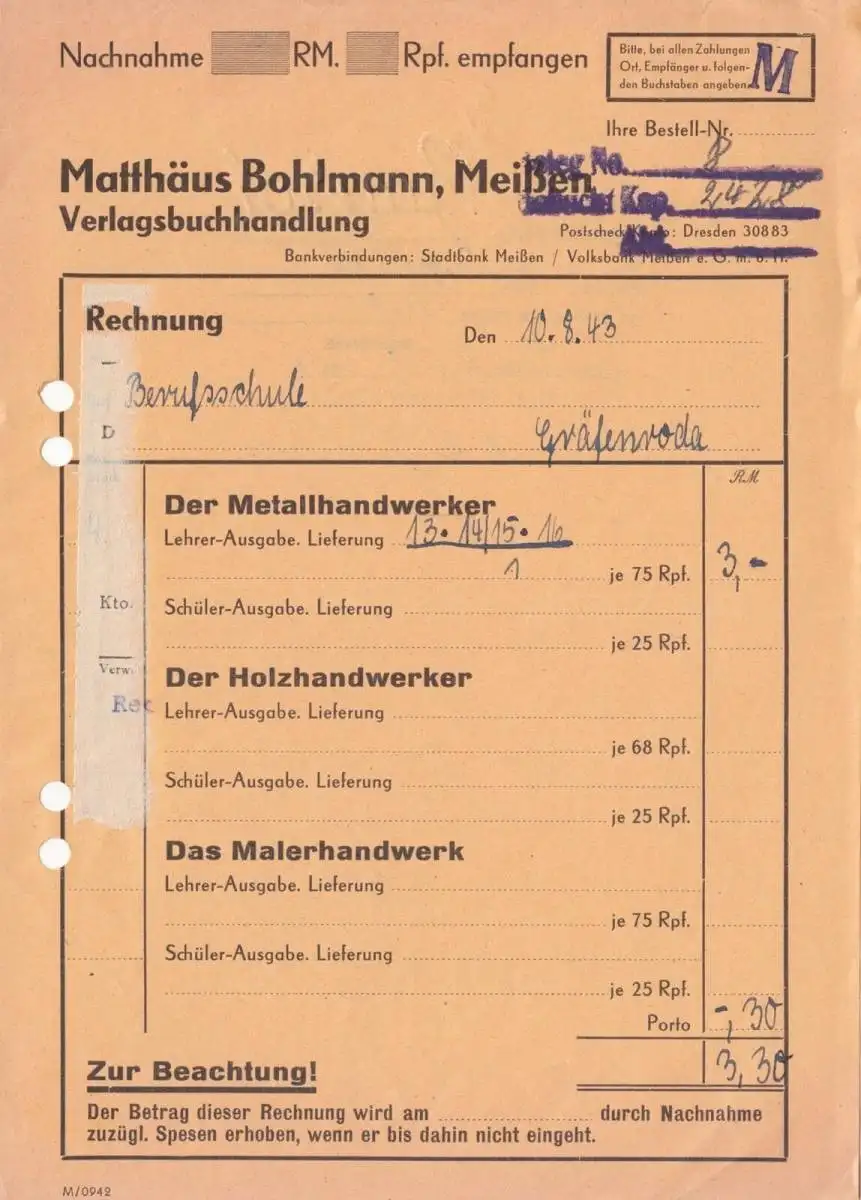 Nachnahme RM. Rpf. empfangen
Bitte, bei allen Zahlungen
Ort, Empfänger u. folgen-
den Buchstaben angeben
M
Ihre Bestell-Nr.
Matthäus Bohlmann, Meißen
No. 8
Verlagsbuchhandlung
2428
Postscheck-Konto: Dresden 30883
Bankverbindungen: Stadtbank Meißen / Volksbank Meißen e. G. m. b. H.
Rechnung
Den 10.8.43
Berufsschule
D
Gräfenroda
RM
Der Metallhandwerker
Lehrer-Ausgabe. Lieferung 13. 14/15. 16
1 je 75 Rpf. 3,-
Kto.
Schüler-Ausgabe. Lieferung
je 25 Rpf.
Verw.
Der Holzhandwerker
Rec
Lehrer-Ausgabe. Lieferung
je 68 Rpf.
Schüler-Ausgabe. Lieferung
je 25 Rpf.
Das Malerhandwerk
Lehrer-Ausgabe. Lieferung
je 75 Rpf.
Schüler-Ausgabe. Lieferung
je 25 Rpf.
Porto -,30
3,30
Zur Beachtung!
Der Betrag dieser Rechnung wird am durch Nachnahme
zuzügl. Spesen erhoben, wenn er bis dahin nicht eingeht.
M/0942